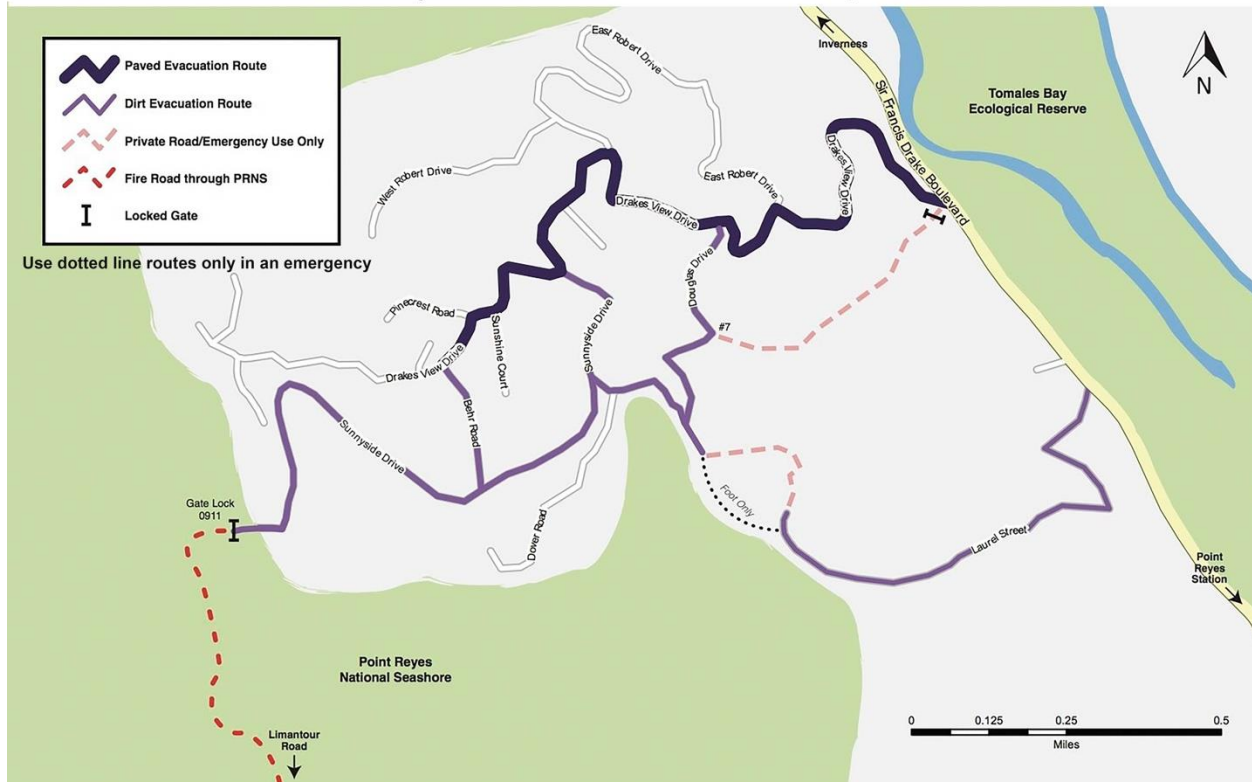 Paved Evacuation Route
Dirt Evacuation Route
Private Road/Emergency Use Only
Fire Road through PRNS
Locked Gate
Use dotted line routes only in an emergency
East Robert Drive
Inverness
Sir Francis Drake Boulevard
Tomales Bay
Ecological Reserve
N
West Robert Drive
East Robert Drive
Drakes View Drive
Drakes View Drive
Douglas Drive
#7
Pinecrest Road
Sunshine Court
Sunnyside Drive
Drakes View Drive
Behr Road
Sunnyside Drive
Gate Lock
0911
Dover Road
Foot Only
Laurel Street
Point
Reyes
Station
Point Reyes
National Seashore
Limantour
Road
0
0.125
0.25
0.5
Miles